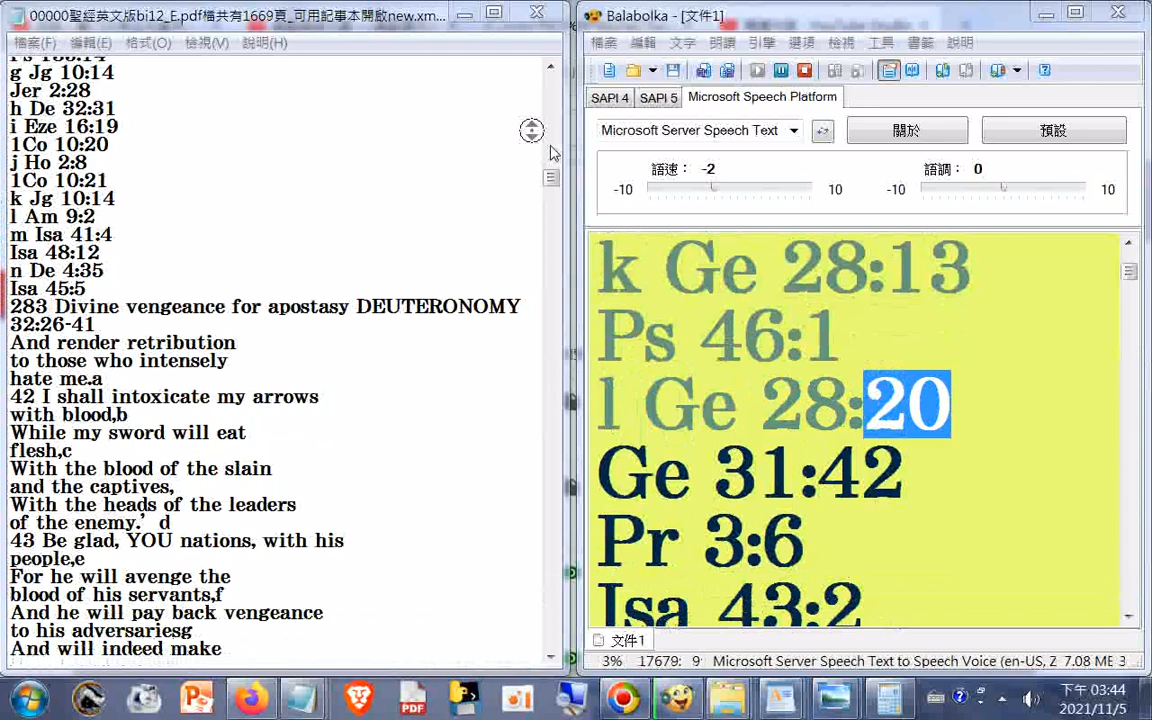 00000聖經英文版bi12_E.pdf檔共有1669頁_可用記事本開啟new.xm...
檔案(F) 編輯(E) 格式(O) 檢視(V) 說明(H)
g Jg 10:14
Jer 2:28
h De 32:31
i Eze 16:19
1Co 10:20
j Ho 2:8
1Co 10:21
k Jg 10:14
l Am 9:2
m Isa 41:4
Isa 48:12
n De 4:35
Isa 45:5
283 Divine vengeance for apostasy DEUTERONOMY
32:26-41
And render retribution
to those who intensely
hate me.a
42 I shall intoxicate my arrows
with blood,b
While my sword will eat
flesh,c
With the blood of the slain
and the captives,
With the heads of the leaders
of the enemy.’ d
43 Be glad, YOU nations, with his
people,e
For he will avenge the
blood of his servants,f
And he will pay back vengeance
to his adversariesg
And will indeed make
Balabolka - [文件1]
檔案 編輯 文字 朗讀 引擎 選項 檢視 工具 書籤 說明
SAPI 4 SAPI 5 Microsoft Speech Platform
Microsoft Server Speech Text 關於 預設
語速： -2 語調： 0
-10 10 -10 10
k Ge 28:13
Ps 46:1
l Ge 28:20
Ge 31:42
Pr 3:6
Isa 43:2
文件1
3% 17679: 9 Microsoft Server Speech Text to Speech Voice (en-US, Z 7.08 ME 3
下午 03:44
2021/11/5